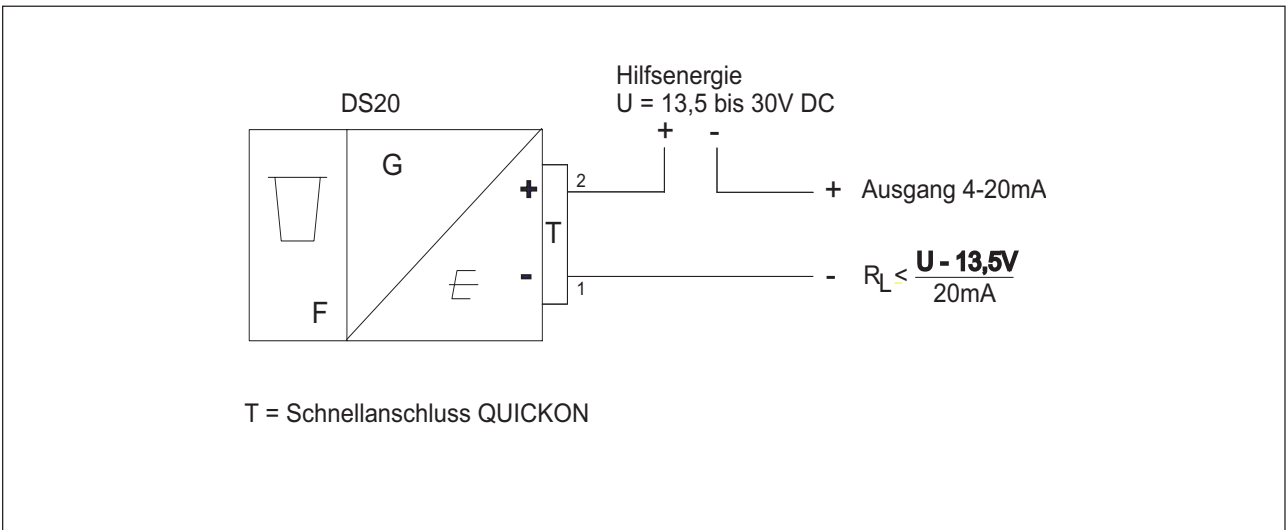 Hilfsenergie
DS20
U = 13,5 bis 30V DC
+ -
G
+
2
+ Ausgang 4-20mA
T
-
1
- RL ≤ U - 13,5V
20mA
E
F
T = Schnellanschluss QUICKON